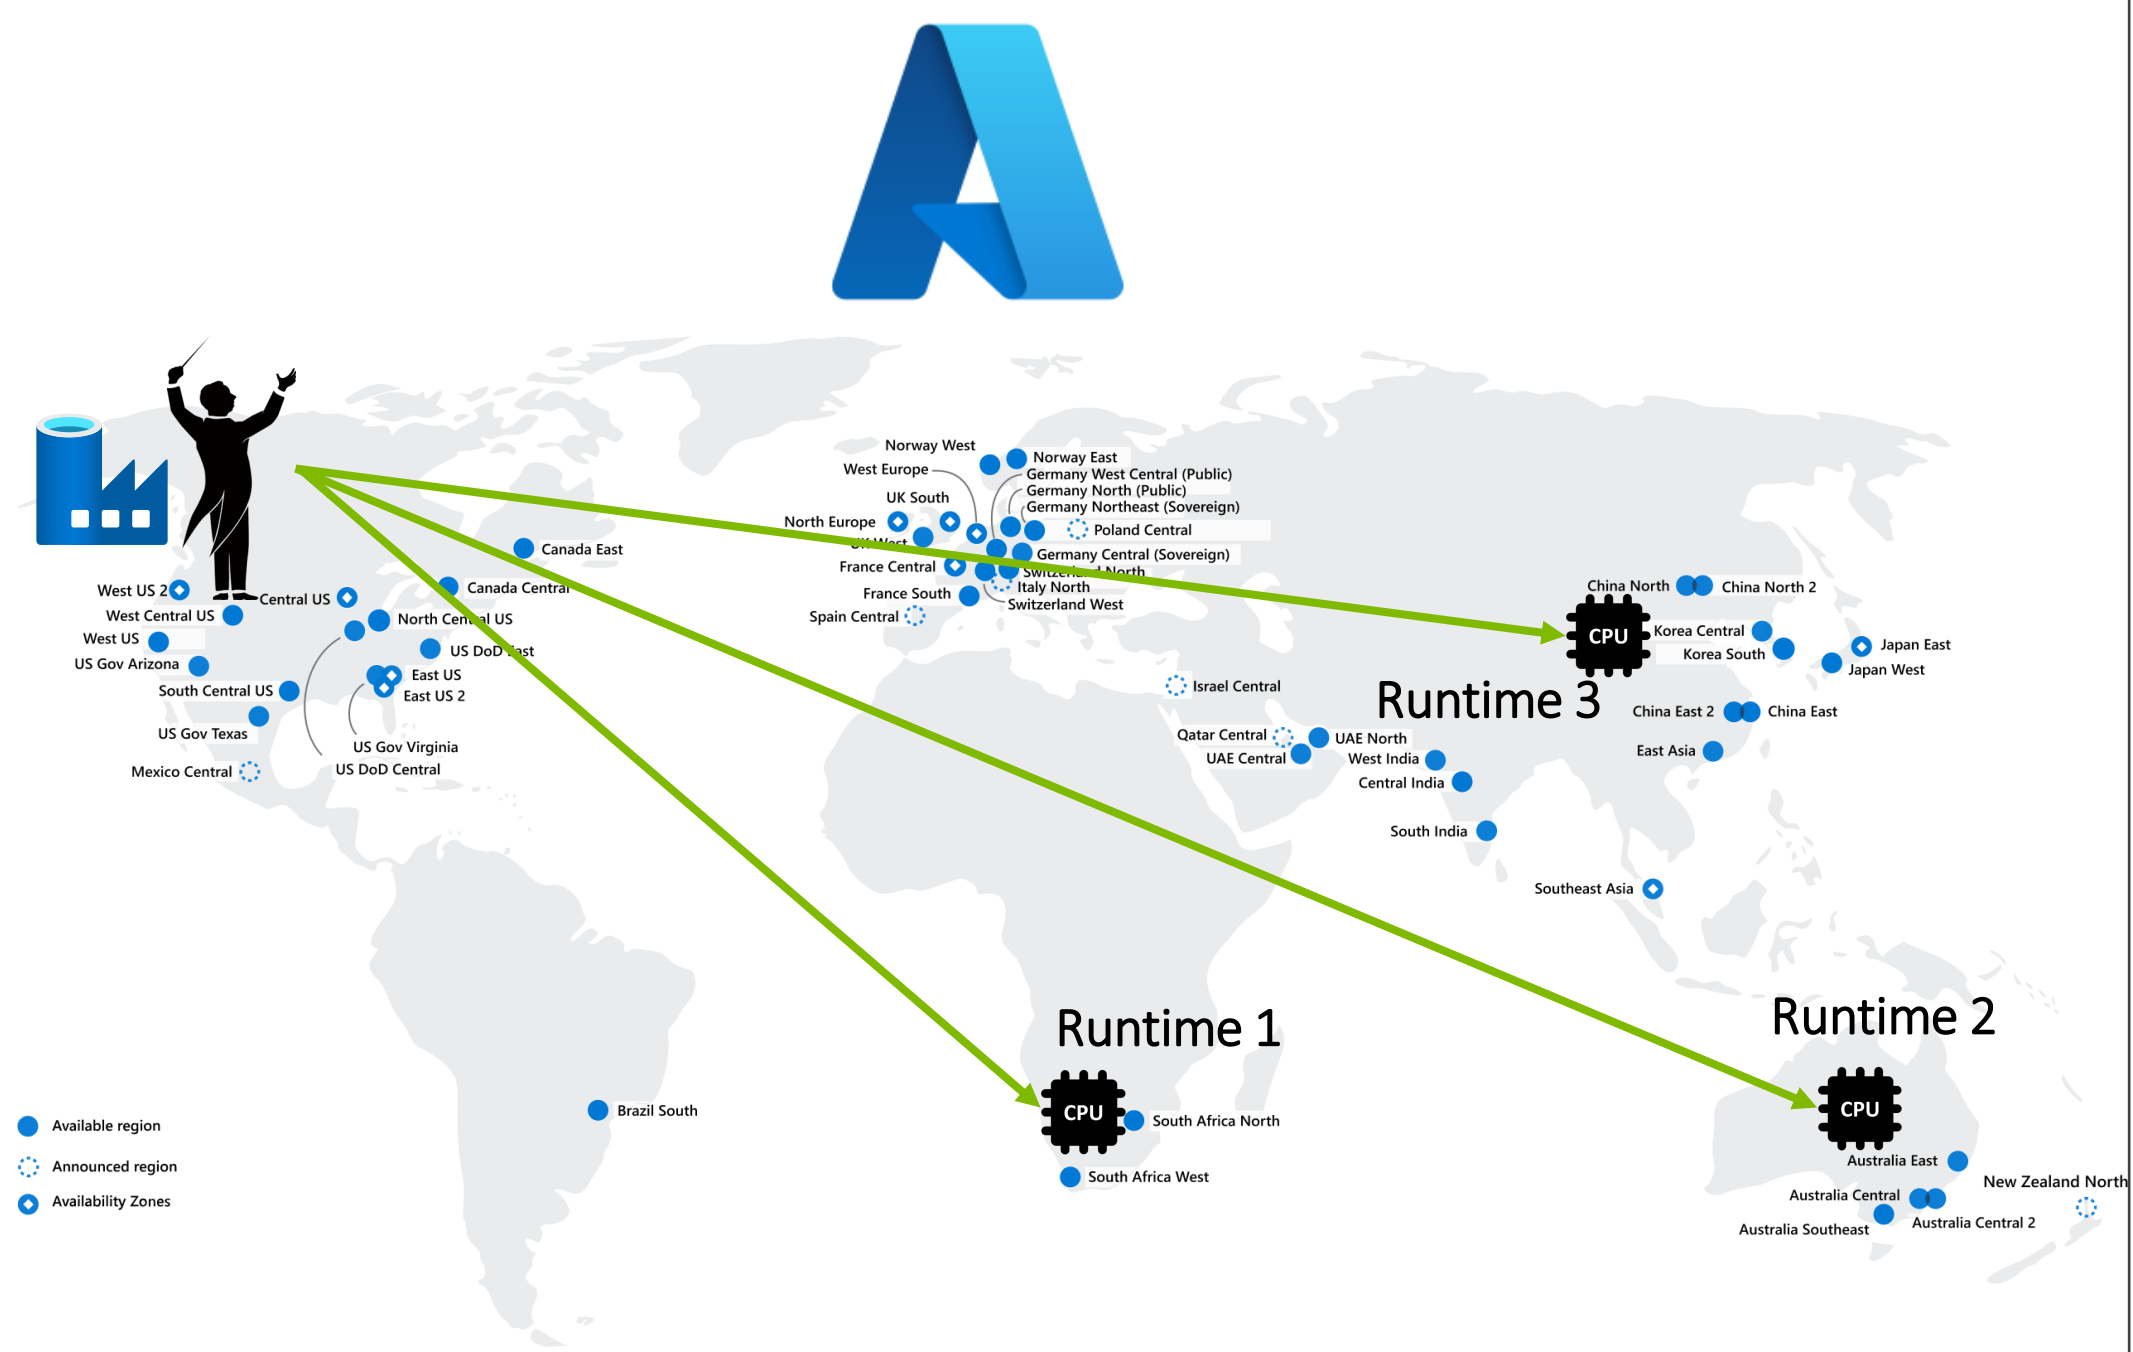 Norway West
Norway East
West Europe
Germany West Central (Public)
Germany North (Public)
UK South
Germany Northeast (Sovereign)
North Europe
Poland Central
UK West
Canada East
Germany Central (Sovereign)
France Central
Switzerland North
Canada Central
Italy North
West US 2
China North
China North 2
Central US
France South
Switzerland West
West Central US
Spain Central
North Central US
CPU
Korea Central
West US
Japan East
US DoD East
Korea South
US Gov Arizona
Japan West
East US
Israel Central
South Central US
East US 2
Runtime 3
China East 2
China East
US Gov Texas
Qatar Central
UAE North
US Gov Virginia
East Asia
UAE Central
West India
Mexico Central
US DoD Central
Central India
South India
Southeast Asia
Runtime 2
Runtime 1
CPU
CPU
Brazil South
South Africa North
Available region
Australia East
Announced region
South Africa West
New Zealand North
Australia Central
Availability Zones
Australia Central 2
Australia Southeast